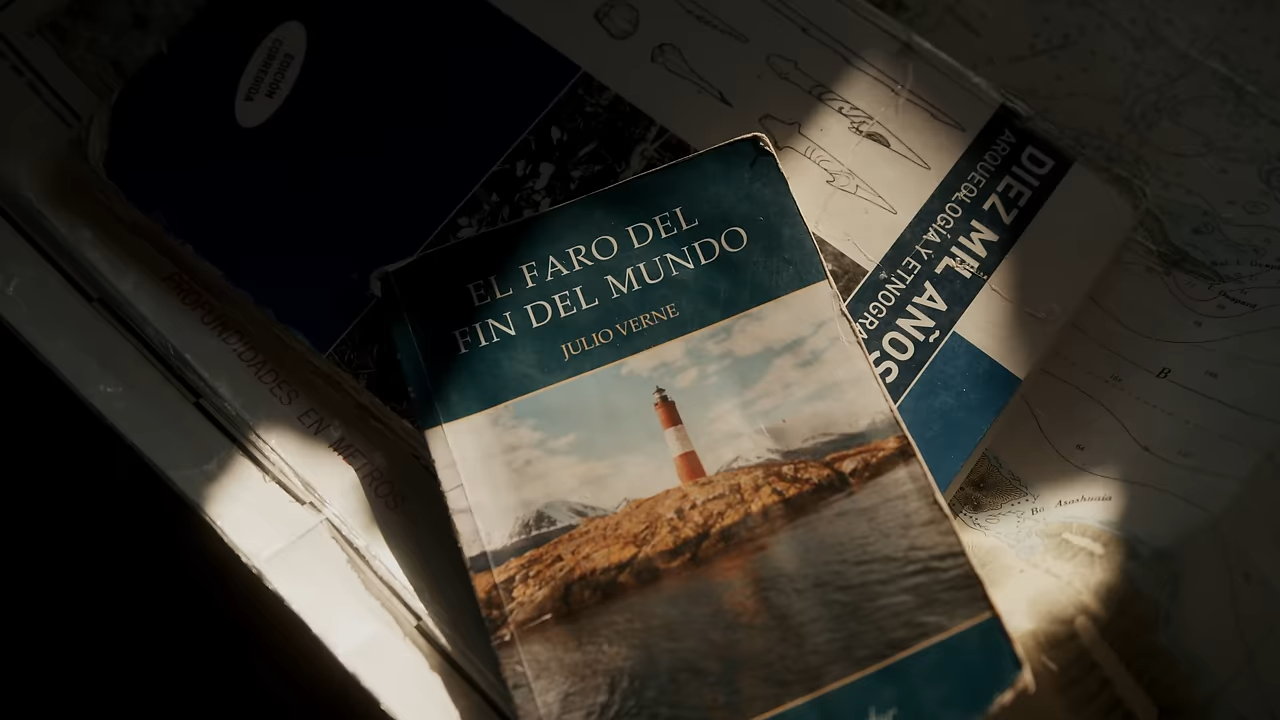 EL FARO DEL
FIN DEL MUNDO
JULIO VERNE
DIEZ MIL AÑOS
ARQUEOLOGÍA Y ETNOGRA
EDICIÓN
CORREGIDA
PROFUNDIDADES EN METROS
B
Ba. Asashuaia